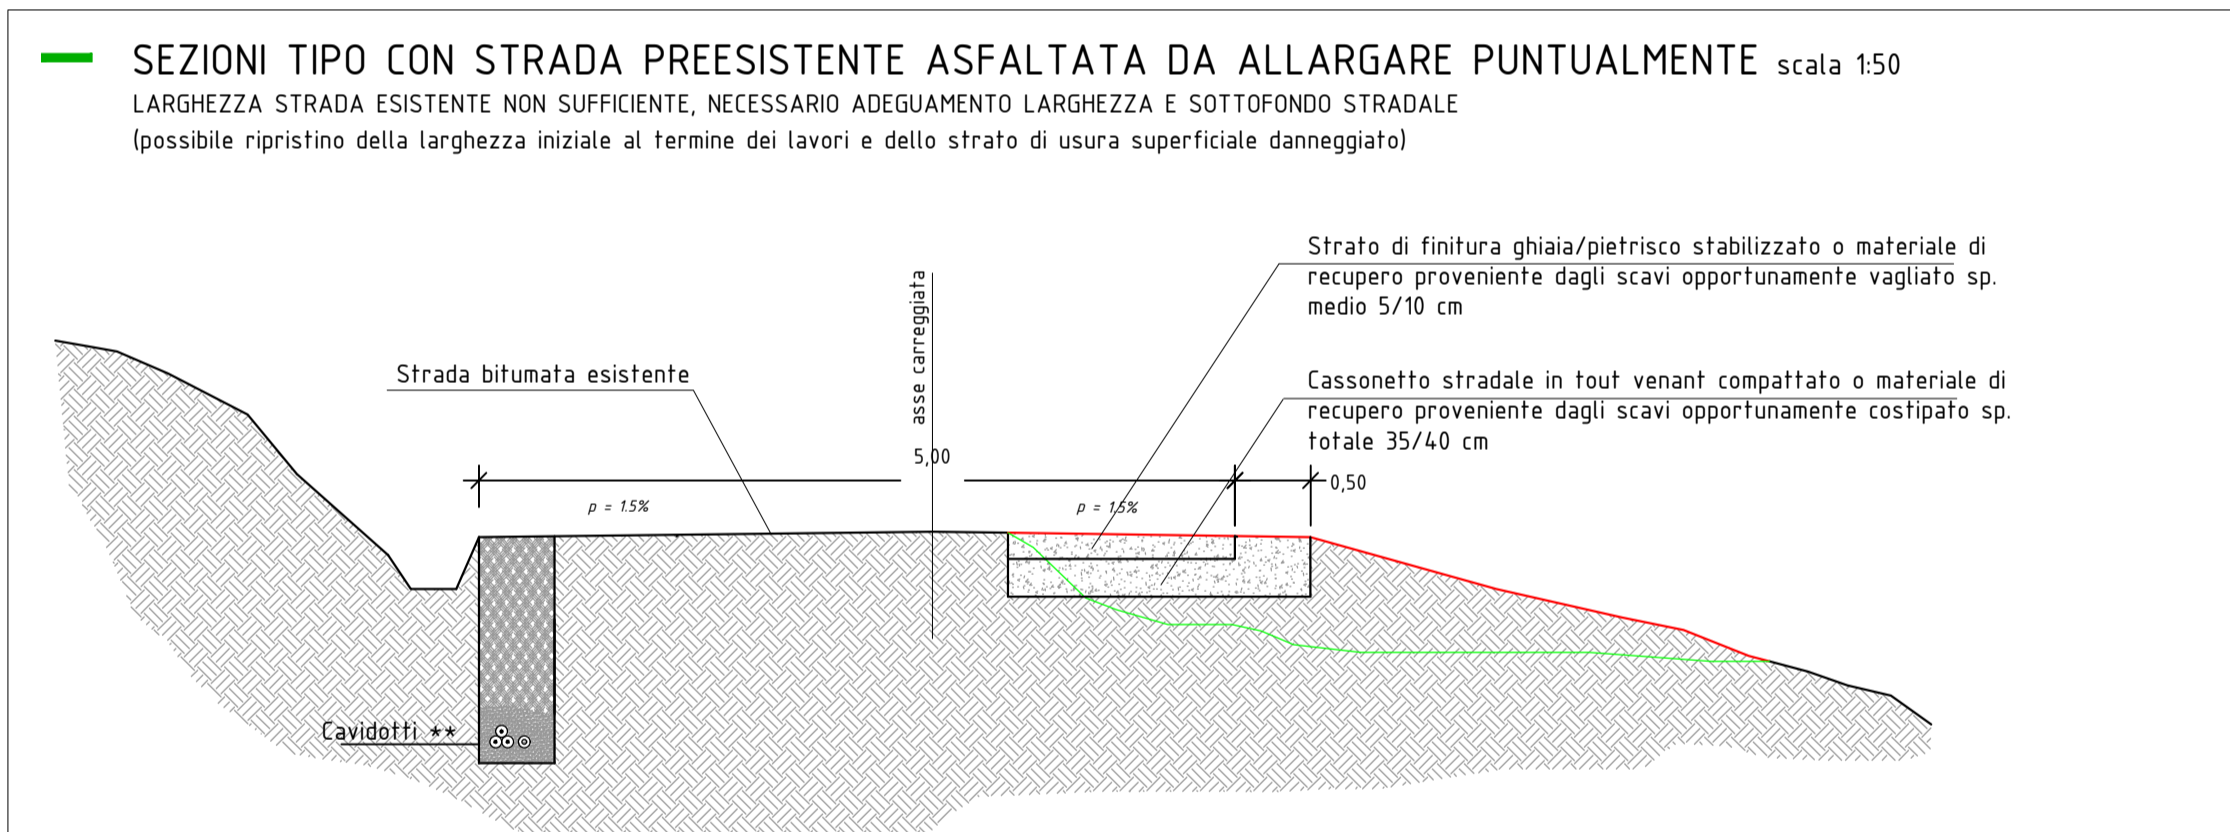 SEZIONI TIPO CON STRADA PREESISTENTE ASFALTATA DA ALLARGARE PUNTUALMENTE scala 1:50
LARGHEZZA STRADA ESISTENTE NON SUFFICIENTE, NECESSARIO ADEGUAMENTO LARGHEZZA E SOTTOFONDO STRADALE
(possibile ripristino della larghezza iniziale al termine dei lavori e dello strato di usura superficiale danneggiato)
Strato di finitura ghiaia/pietrisco stabilizzato o materiale di
recupero proveniente dagli scavi opportunamente vagliato sp.
medio 5/10 cm
asse carreggiata
Strada bitumata esistente
Cassonetto stradale in tout venant compattato o materiale di
recupero proveniente dagli scavi opportunamente costipato sp.
totale 35/40 cm
5,00
0,50
p = 1.5%
p = 1.5%
Cavidotti **